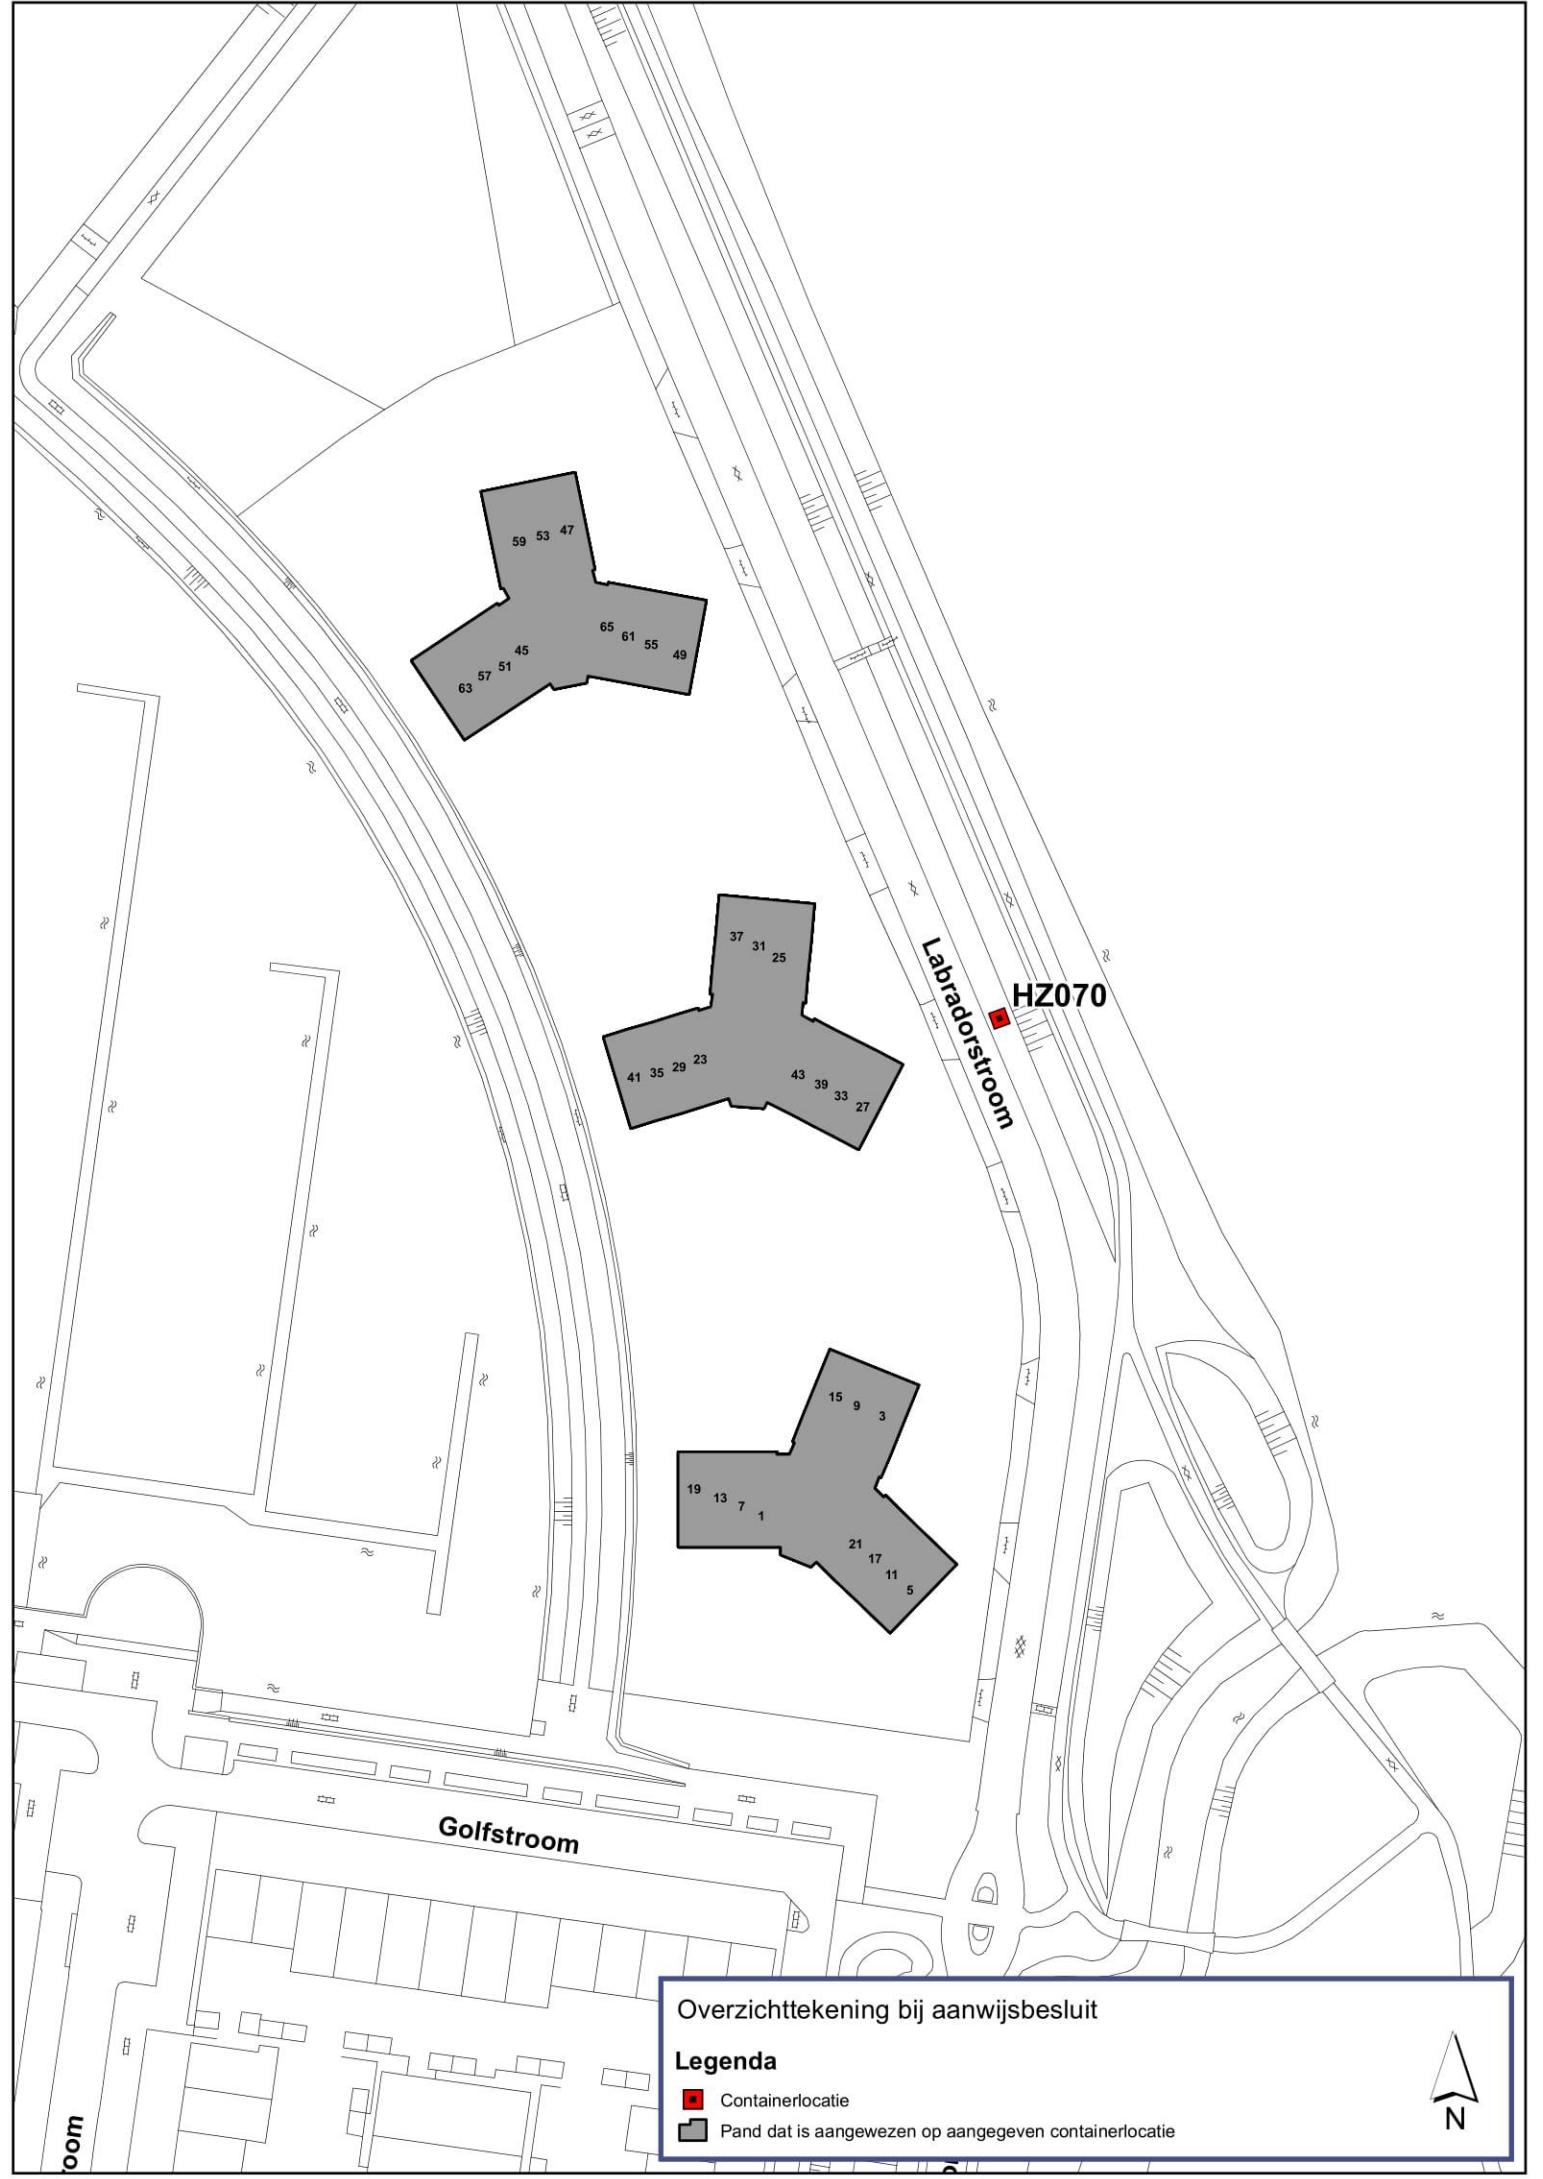 59 53 47
65 61 55 49
45
51
57
63
37 31 25
HZ070
Labradorstroom
41 35 29 23
43 39 33 27
15 9 3
19 13 7 1
21 17 11 5
Golfstroom
Overzichttekening bij aanwijsbesluit
Legenda
Containerlocatie
Pand dat is aangewezen op aangegeven containerlocatie
N
room